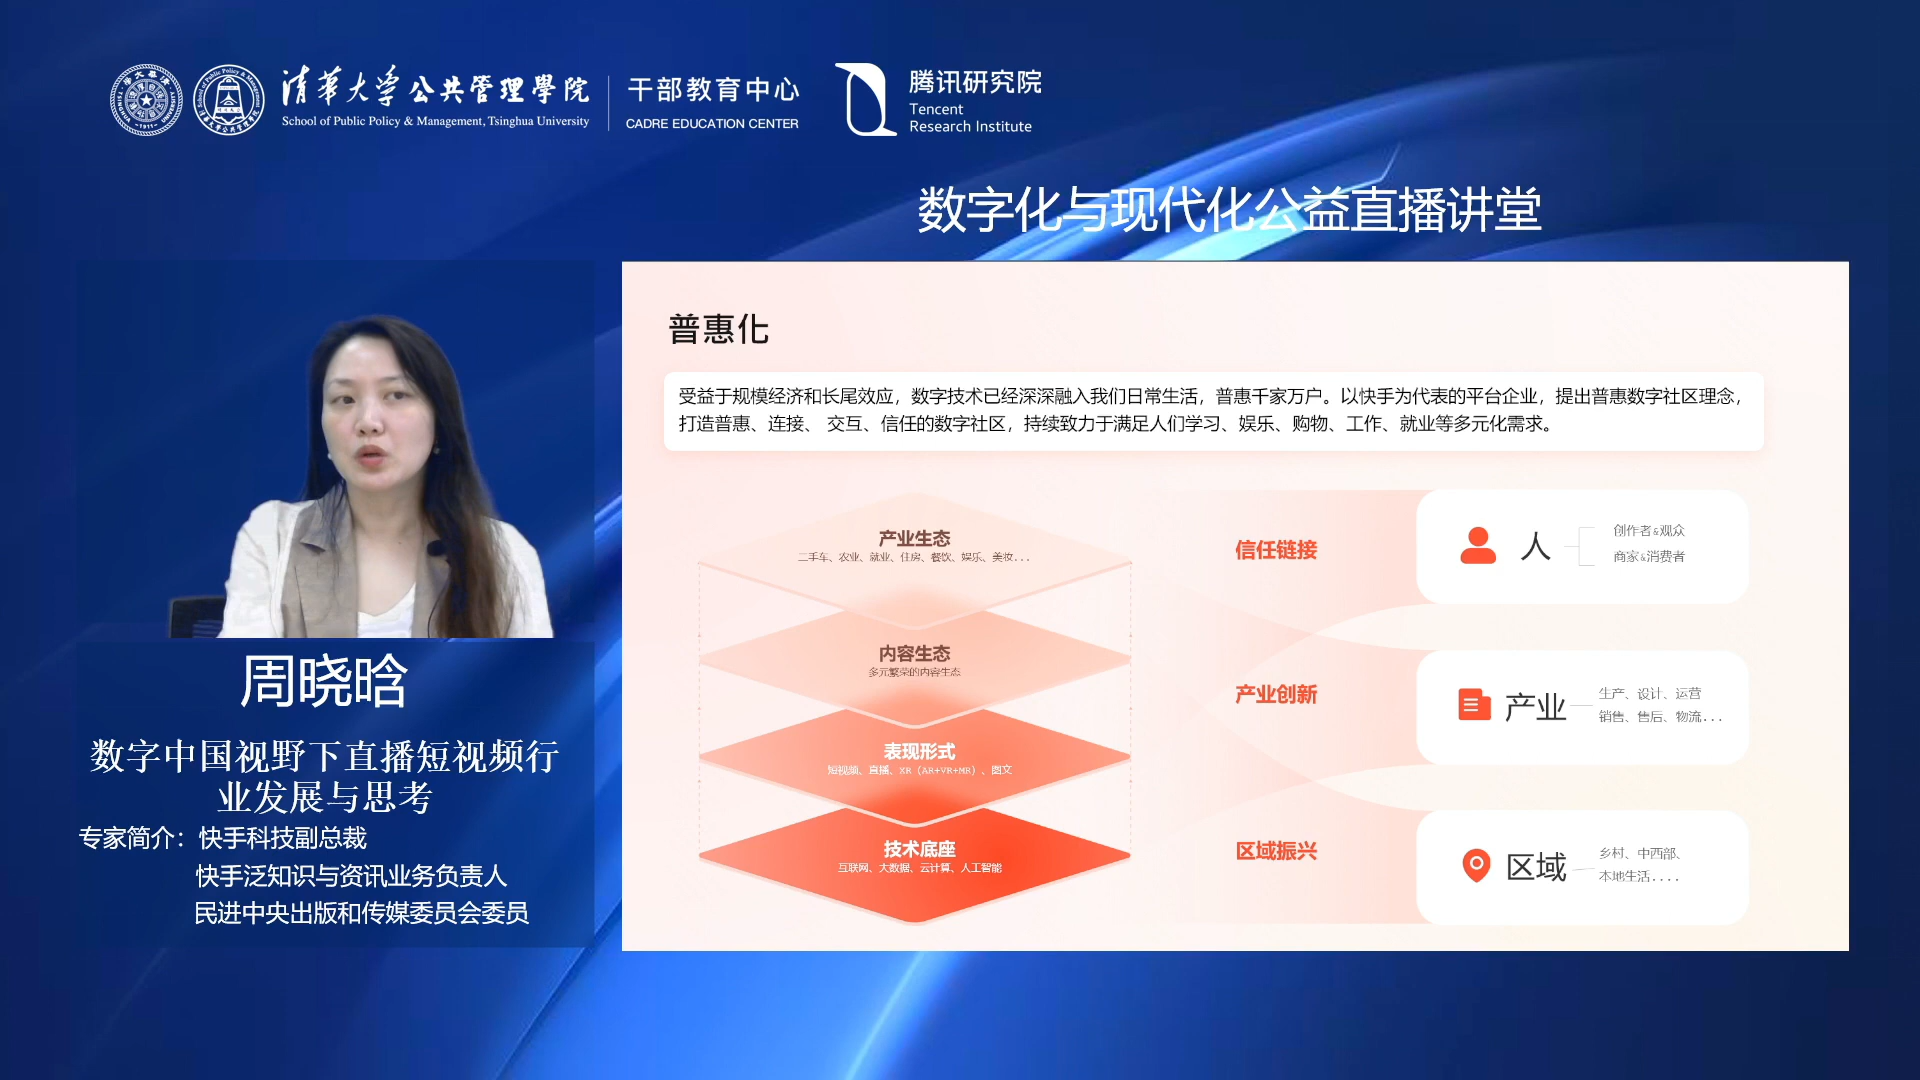 清華大学公共管理學院
School of Public Policy & Management, Tsinghua University
干部教育中心
CADRE EDUCATION CENTER
腾讯研究院
Tencent
Research Institute
数字化与现代化公益直播讲堂
周晓晗
数字中国视野下直播短视频行
业发展与思考
专家简介：快手科技副总裁
快手泛知识与资讯业务负责人
民进中央出版和传媒委员会委员
普惠化
受益于规模经济和长尾效应，数字技术已经深深融入我们日常生活，普惠千家万户。以快手为代表的平台企业，提出普惠数字社区理念，
打造普惠、连接、 交互、信任的数字社区，持续致力于满足人们学习、娱乐、购物、工作、就业等多元化需求。
产业生态
二手车、农业、就业、住房、餐饮、娱乐、美妆...
内容生态
多元繁荣的内容生态
表现形式
短视频、直播、XR（AR+VR+MR）、图文
技术底座
互联网、大数据、云计算、人工智能
信任链接
人
创作者&观众
商家&消费者
产业创新
产业
生产、设计、运营
销售、售后、物流...
区域振兴
区域
乡村、中西部、
本地生活....